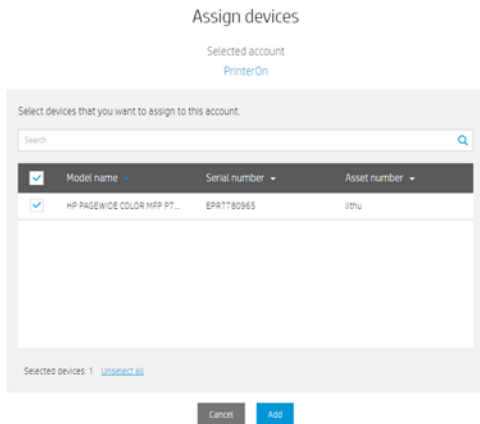 Assign devices
Selected account
PrinterOn
Select devices that you want to assign to this account.
Search
Model name Serial number Asset number
HP PAGEWIDE COLOR MFP P7... EPR7780965
Selected devices: 1 Unselect all
Cancel Add